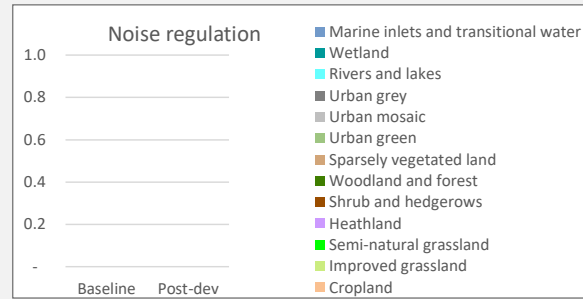 Noise regulation
1.0
0.8
0.6
0.4
0.2
-
Baseline Post-dev
Marine inlets and transitional water
Wetland
Rivers and lakes
Urban grey
Urban mosaic
Urban green
Sparsely vegetated land
Woodland and forest
Shrub and hedgerows
Heathland
Semi-natural grassland
Improved grassland
Cropland